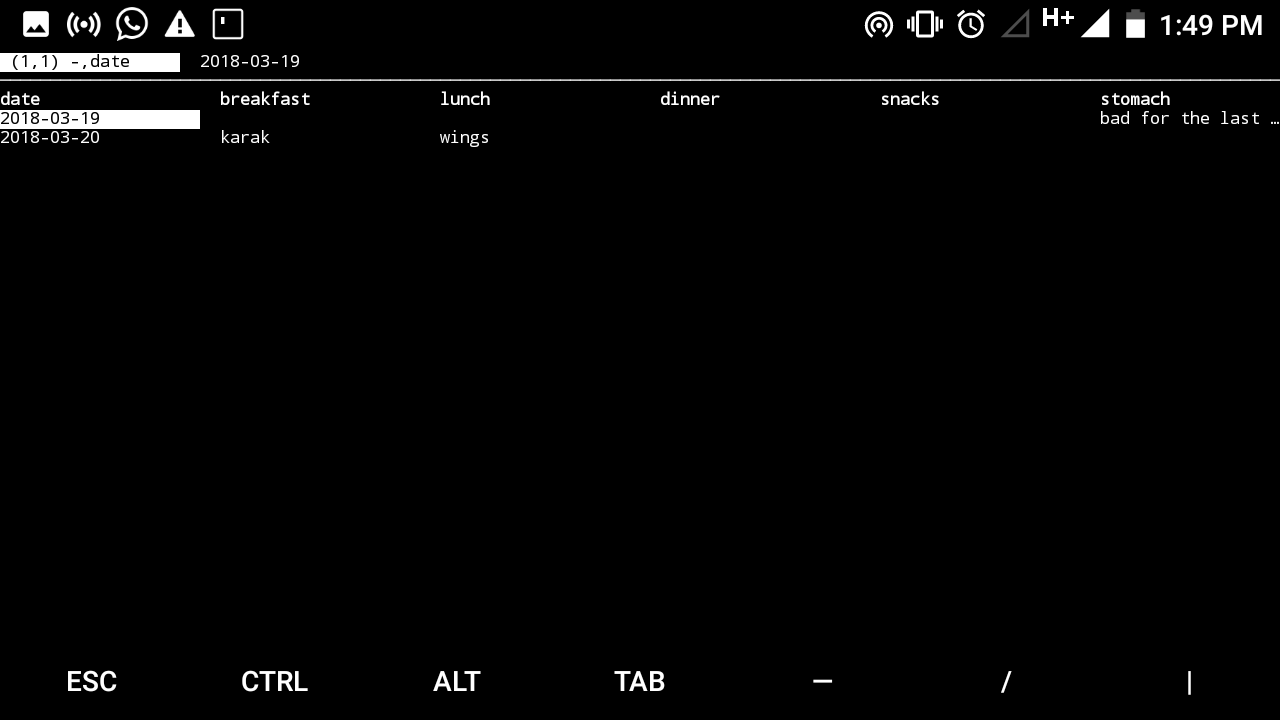 H+ 1:49 PM
(1,1) -,date 2018-03-19
date breakfast lunch dinner snacks stomach
2018-03-19 bad for the last …
2018-03-20 karak wings
ESC CTRL ALT TAB — / |